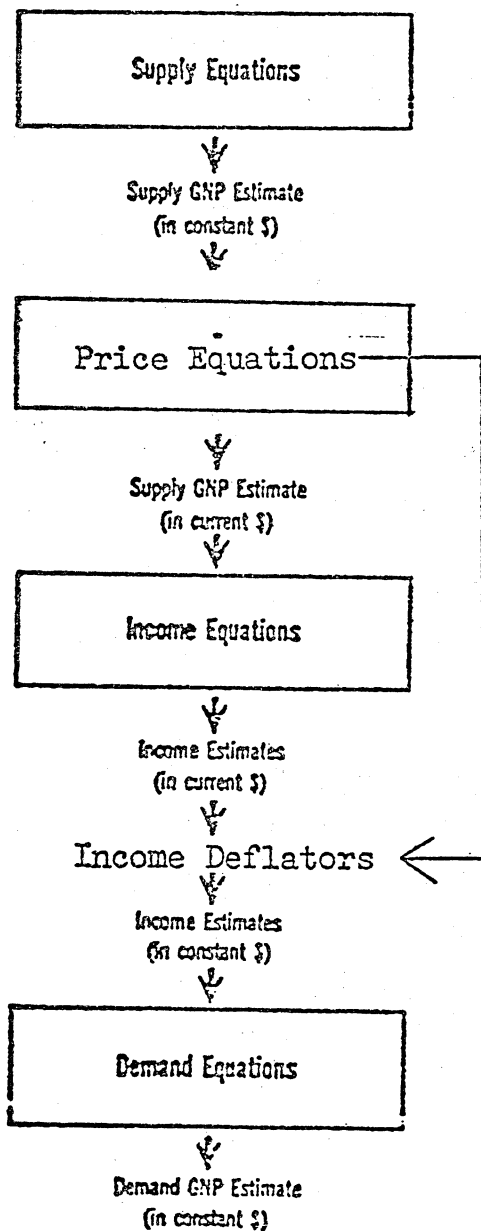 Supply Equations
Supply GNP Estimate
(in constant $)
Price Equations
Supply GNP Estimate
(in current $)
Income Equations
Income Estimates
(in current $)
Income Deflators
Income Estimates
(in constant $)
Demand Equations
Demand GNP Estimate
(in constant $)